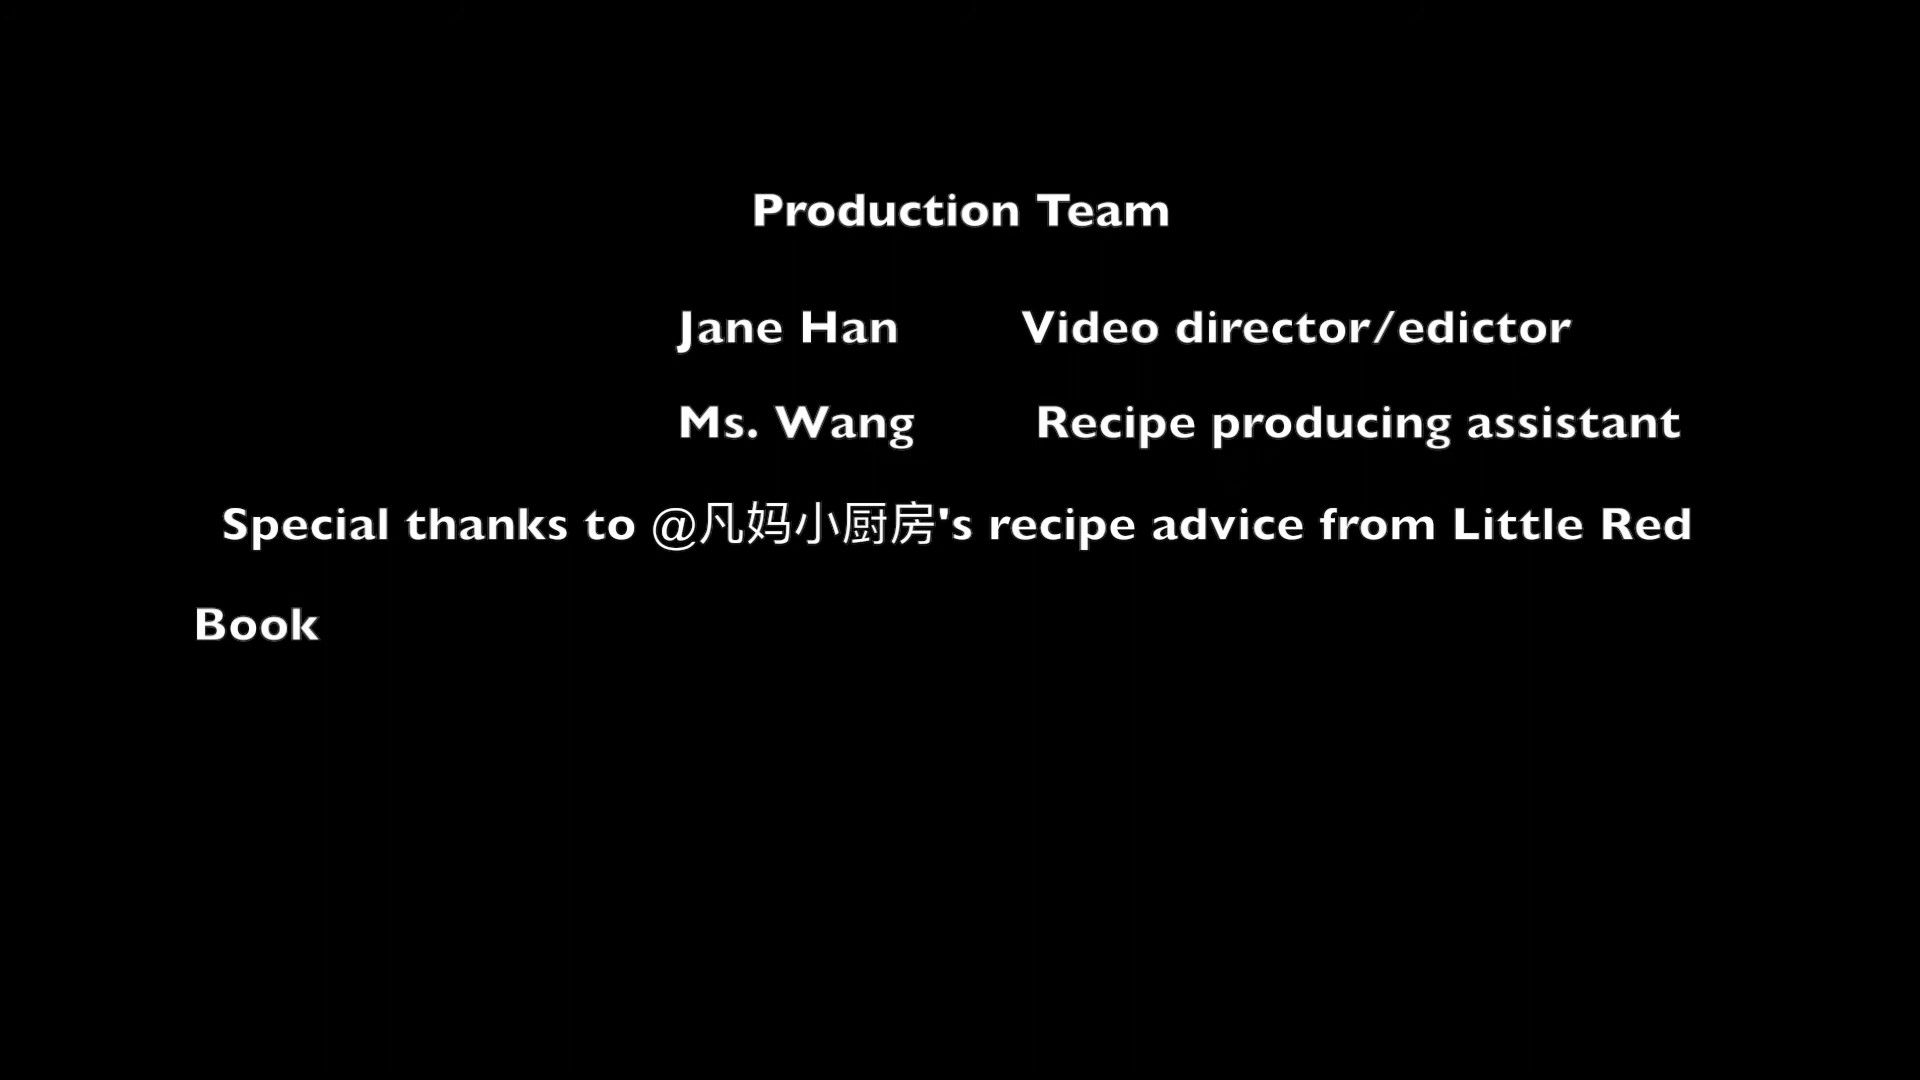 Production Team
Jane Han Video director/edictor
Ms. Wang Recipe producing assistant
Special thanks to @凡妈小厨房's recipe advice from Little Red
Book